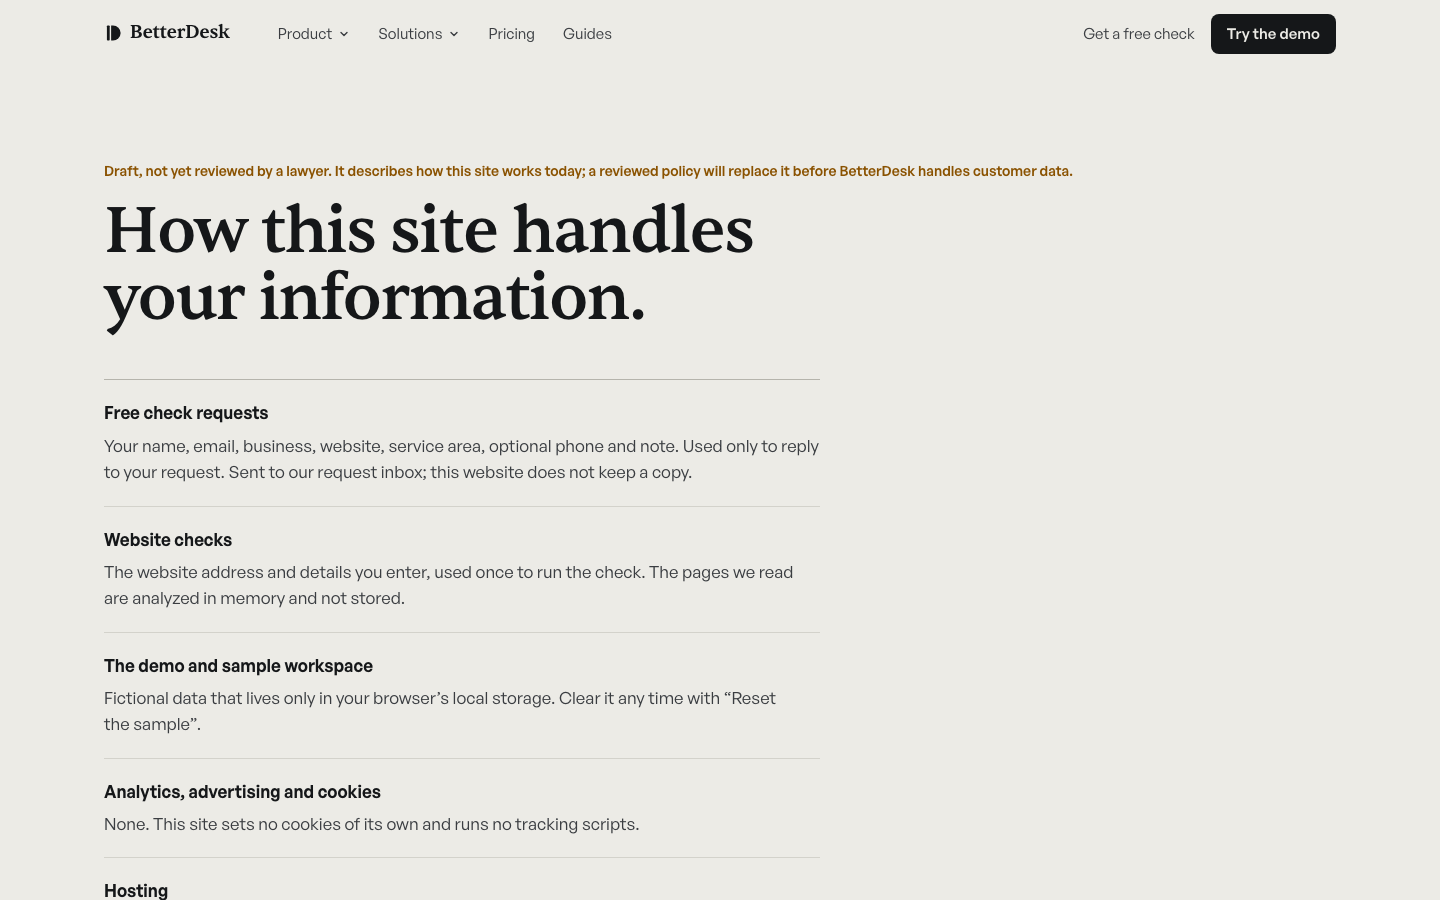 BetterDesk
Product
Solutions
Pricing
Guides
Get a free check
Try the demo
Draft, not yet reviewed by a lawyer. It describes how this site works today; a reviewed policy will replace it before BetterDesk handles customer data.
How this site handles
your information.
Free check requests
Your name, email, business, website, service area, optional phone and note. Used only to reply
to your request. Sent to our request inbox; this website does not keep a copy.
Website checks
The website address and details you enter, used once to run the check. The pages we read
are analyzed in memory and not stored.
The demo and sample workspace
Fictional data that lives only in your browser’s local storage. Clear it any time with “Reset
the sample”.
Analytics, advertising and cookies
None. This site sets no cookies of its own and runs no tracking scripts.
Hosting